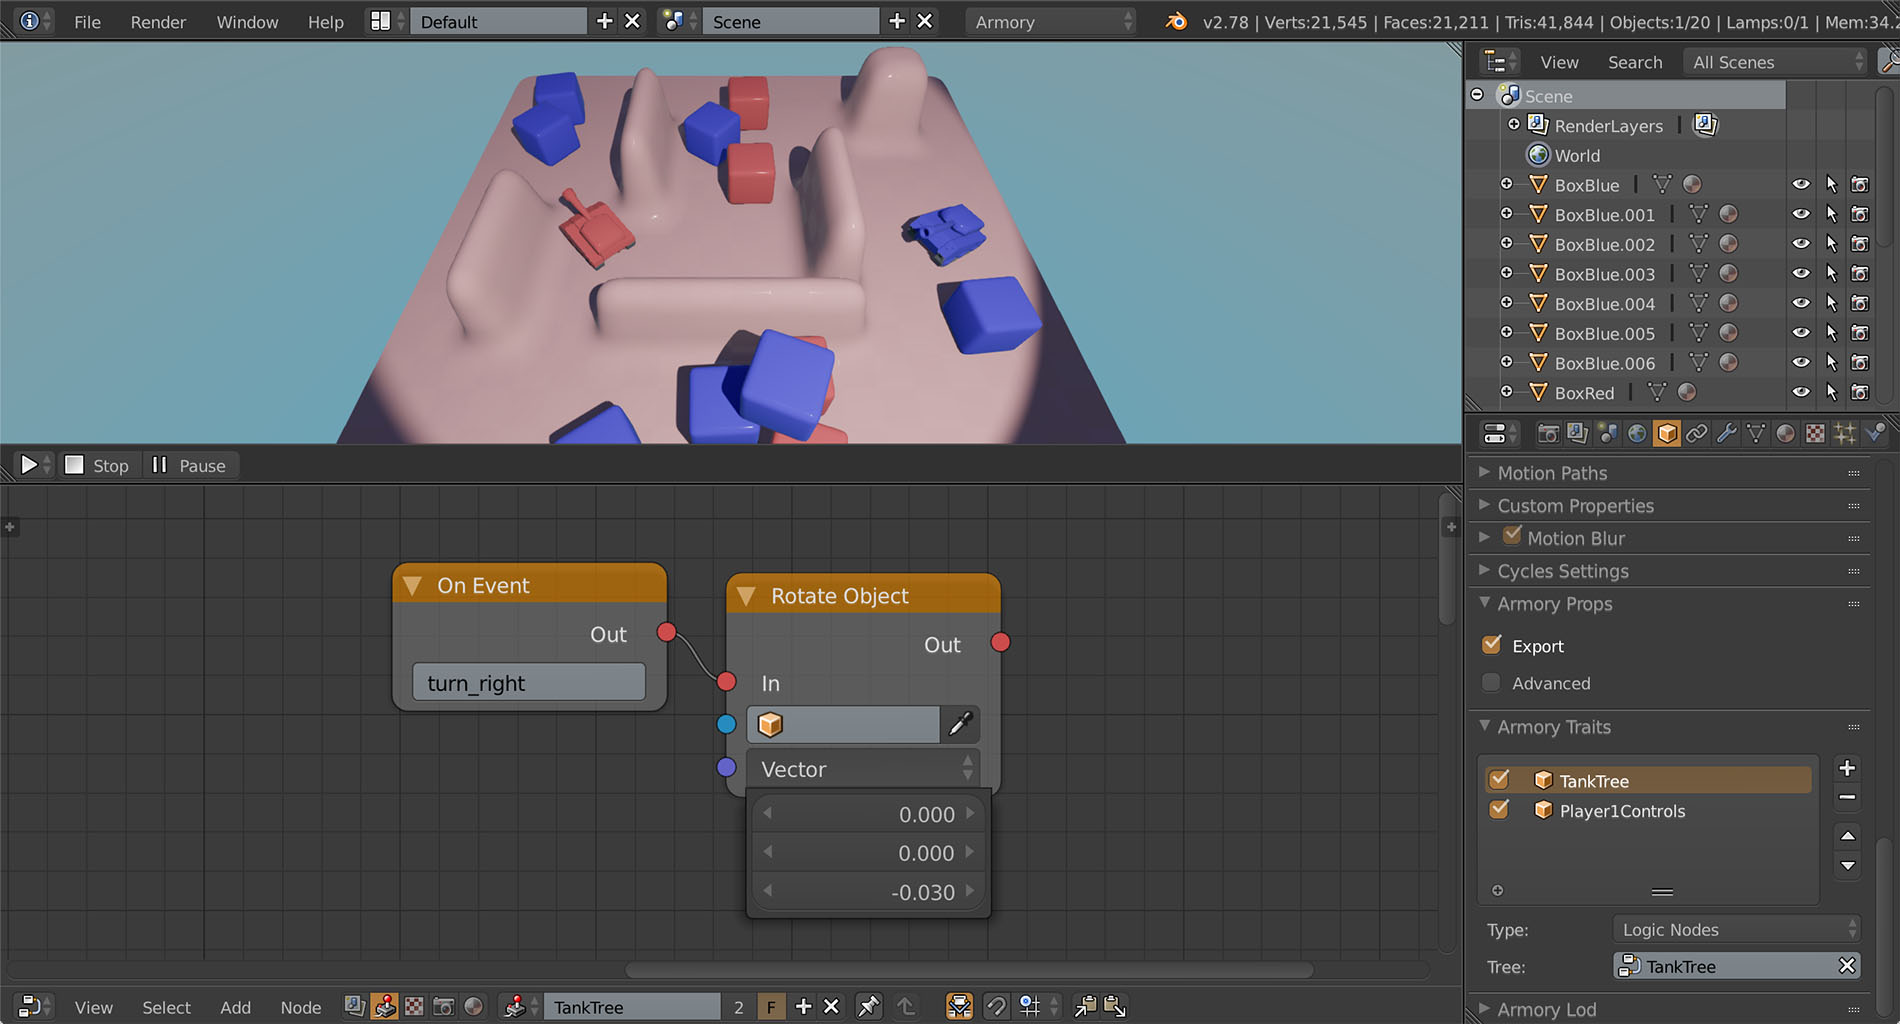 File Render Window Help Default Scene Armory v2.78 | Verts:21,545 | Faces:21,211 | Tris:41,844 | Objects:1/20 | Lamps:0/1 | Mem:34.
View Search All Scenes
Scene
RenderLayers
World
BoxBlue
BoxBlue.001
BoxBlue.002
BoxBlue.003
BoxBlue.004
BoxBlue.005
BoxBlue.006
BoxRed
Stop Pause
Motion Paths
Custom Properties
Motion Blur
Cycles Settings
Armory Props
Export
Advanced
Armory Traits
TankTree
Player1Controls
Type: Logic Nodes
Tree: TankTree
Armory Lod
On Event
Out
turn_right
Rotate Object
Out
In
Vector
0.000
0.000
-0.030
View Select Add Node TankTree 2 F